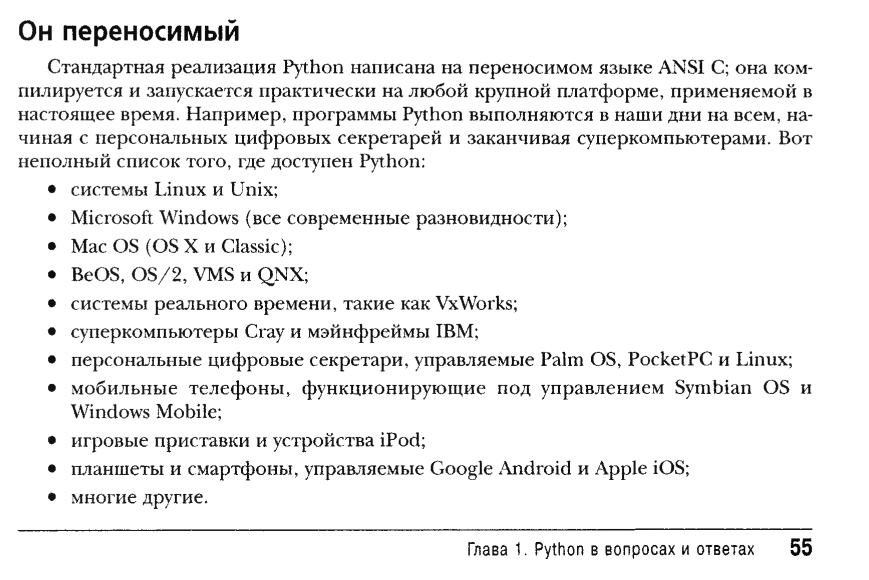 Он переносимый
Стандартная реализация Python написана на переносимом языке ANSI C; она ком-
пилируется и запускается практически на любой крупной платформе, применяемой в
настоящее время. Например, программы Python выполняются в наши дни на всем, на-
чиная с персональных цифровых секретарей и заканчивая суперкомпьютерами. Вот
неполный список того, где доступен Python:
• системы Linux и Unix;
• Microsoft Windows (все современные разновидности);
• Mac OS (OS X и Classic);
• BeOS, OS/2, VMS и QNX;
• системы реального времени, такие как VxWorks;
• суперкомпьютеры Cray и мэйнфреймы IBM;
• персональные цифровые секретари, управляемые Palm OS, PocketPC и Linux;
• мобильные телефоны, функционирующие под управлением Symbian OS и
Windows Mobile;
• игровые приставки и устройства iPod;
• планшеты и смартфоны, управляемые Google Android и Apple iOS;
• многие другие.
Глава 1. Python в вопросах и ответах 55